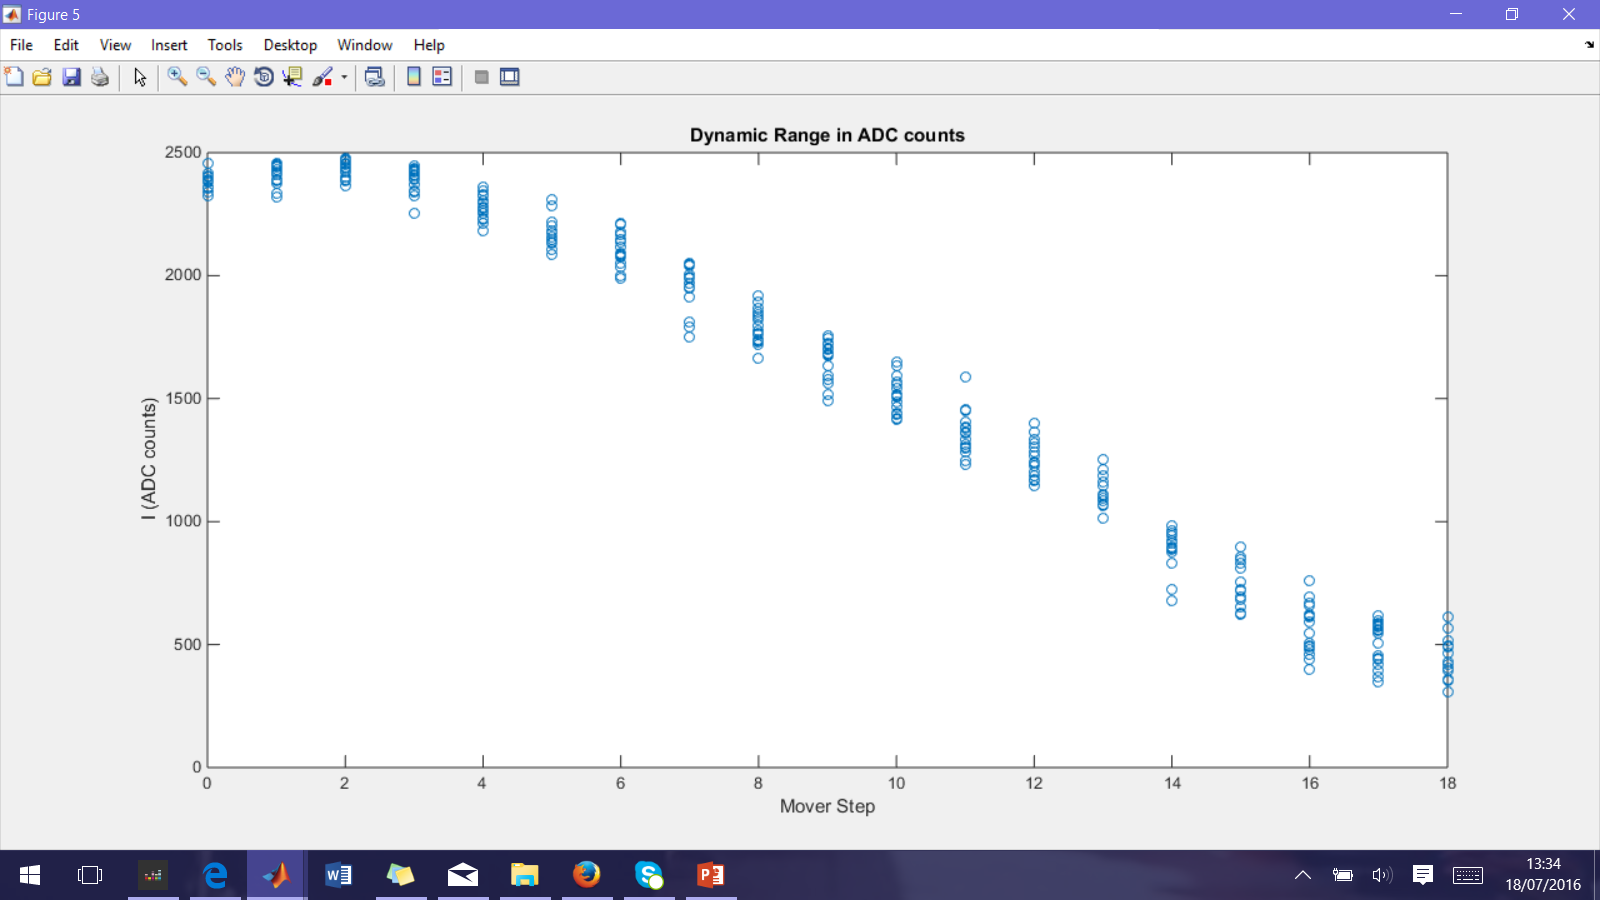 Figure 5
File Edit View Insert Tools Desktop Window Help
Dynamic Range in ADC counts
2500
2000
1500
1000
500
0
I (ADC counts)
0 2 4 6 8 10 12 14 16 18
Mover Step
13:34
18/07/2016